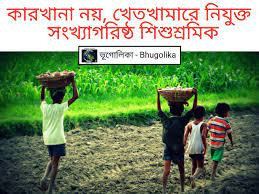 কারখানা নয়, খেতখামারে নিযুক্ত
সংখ্যাগরিষ্ঠ শিশুশ্রমিক
ভূগোলিকা - Bhugolika